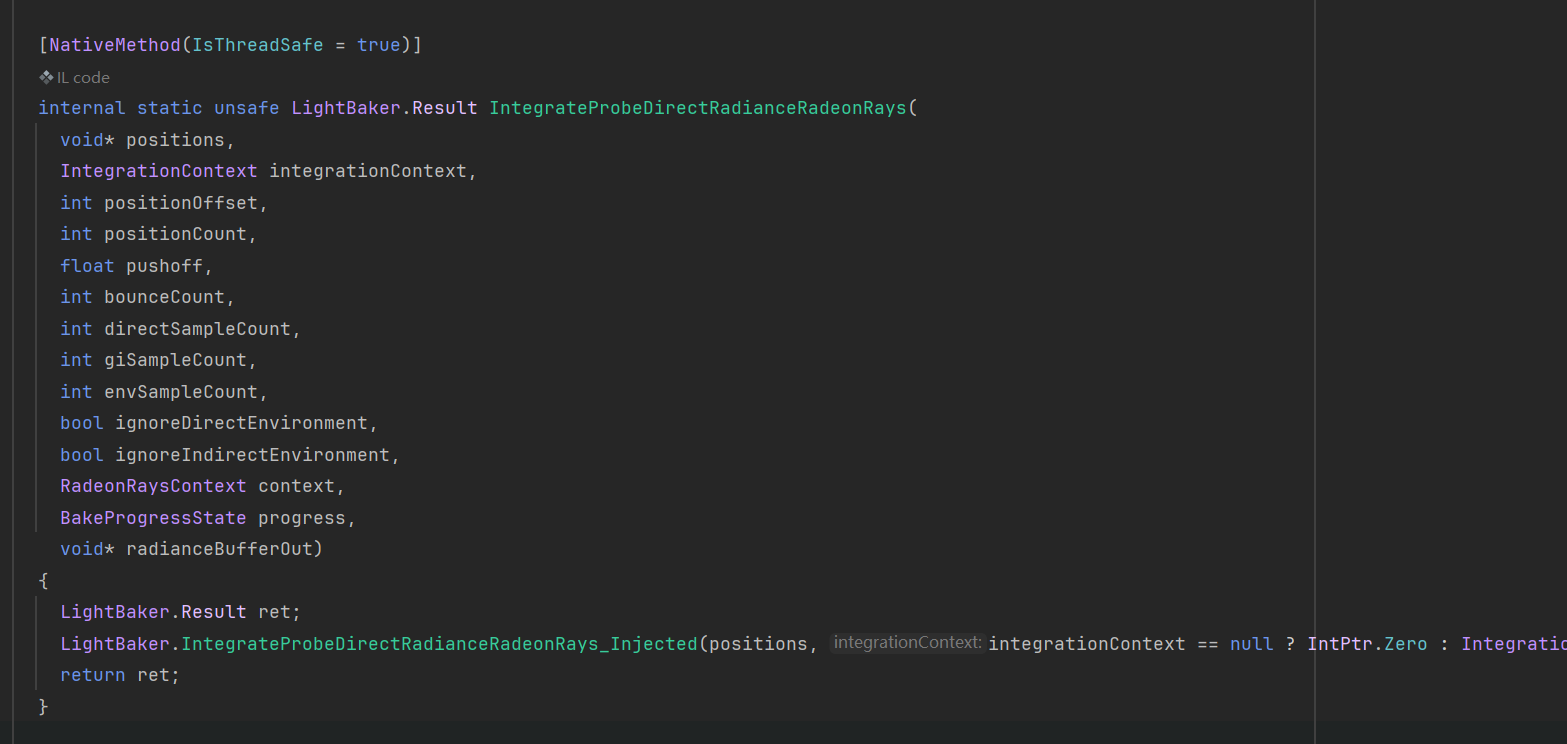 [NativeMethod(IsThreadSafe = true)]
IL code
internal static unsafe LightBaker.Result IntegrateProbeDirectRadianceRadeonRays(
void* positions,
IntegrationContext integrationContext,
int positionOffset,
int positionCount,
float pushoff,
int bounceCount,
int directSampleCount,
int giSampleCount,
int envSampleCount,
bool ignoreDirectEnvironment,
bool ignoreIndirectEnvironment,
RadeonRaysContext context,
BakeProgressState progress,
void* radianceBufferOut)
{
LightBaker.Result ret;
LightBaker.IntegrateProbeDirectRadianceRadeonRays_Injected(positions, integrationContext: integrationContext == null ? IntPtr.Zero :
return ret;
}